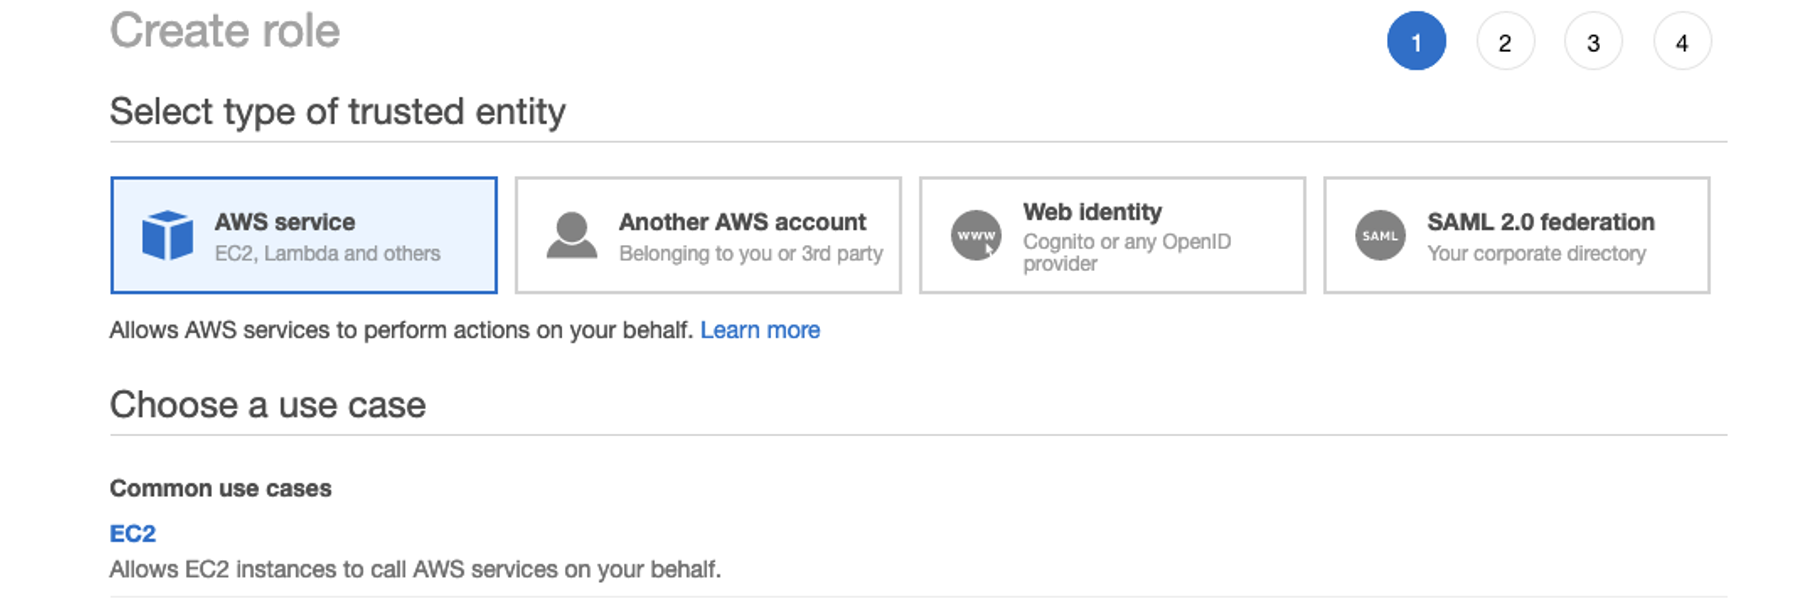 Create role
1 2 3 4
Select type of trusted entity
AWS service
EC2, Lambda and others
Another AWS account
Belonging to you or 3rd party
www
Web identity
Cognito or any OpenID
provider
SAML
SAML 2.0 federation
Your corporate directory
Allows AWS services to perform actions on your behalf. Learn more
Choose a use case
Common use cases
EC2
Allows EC2 instances to call AWS services on your behalf.